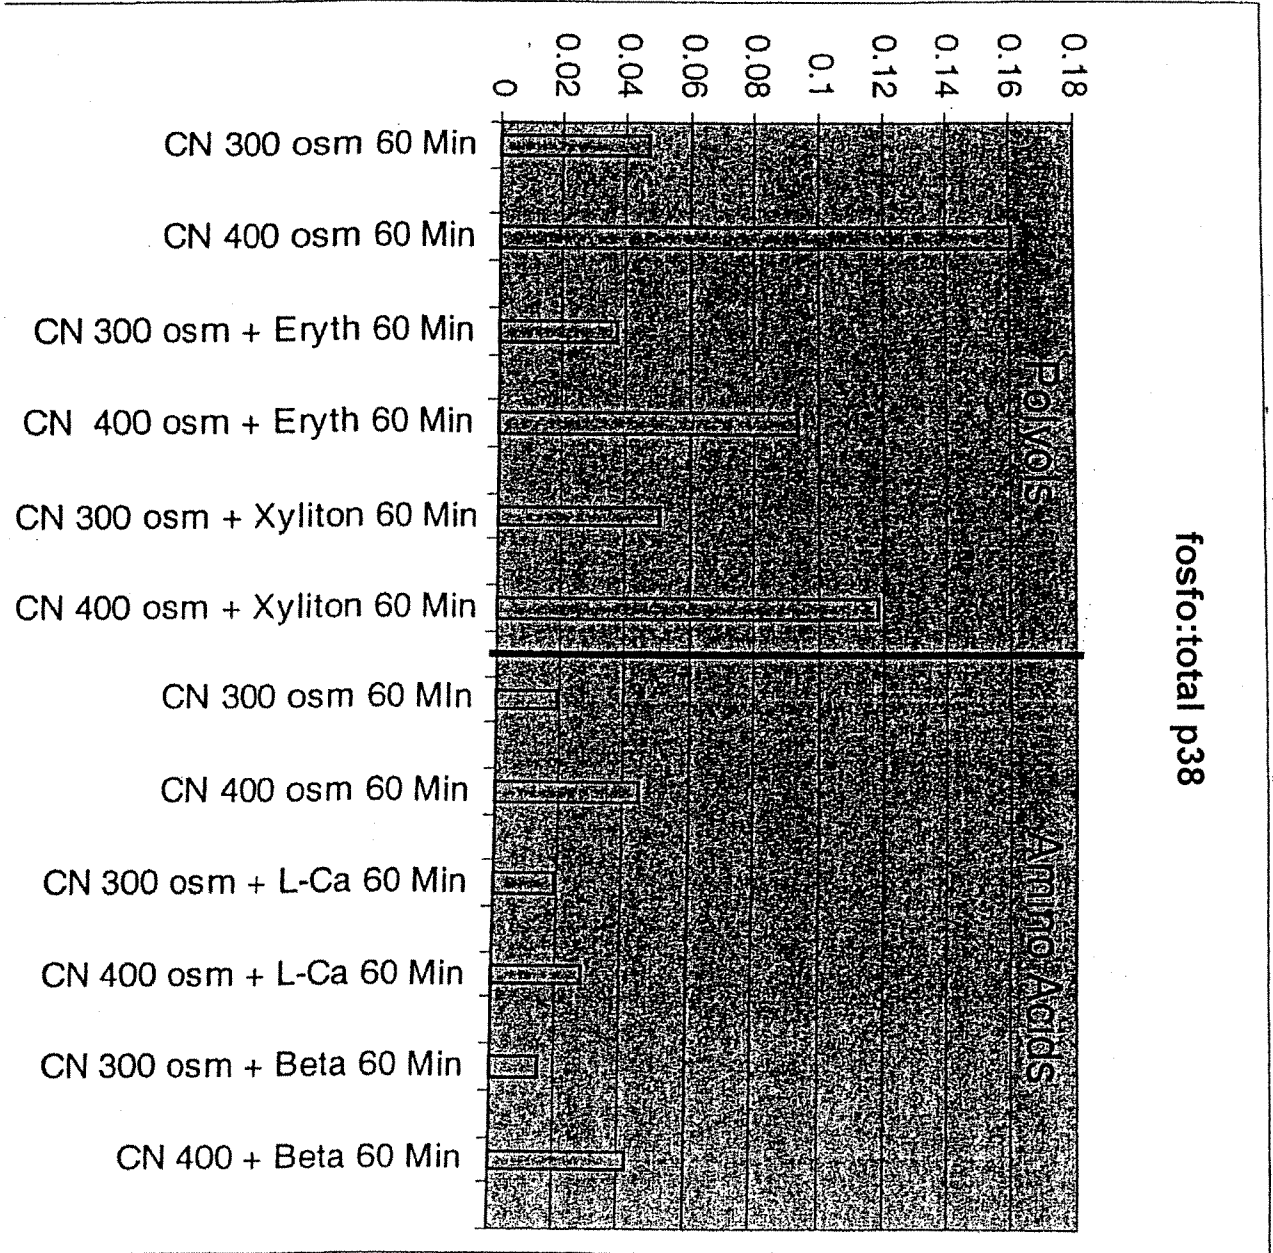 fosfo:total p38
0.18
0.16
0.14
0.12
0.1
0.08
0.06
0.04
0.02
0
Polyols
Amino Acids
CN 300 osm 60 Min
CN 400 osm 60 Min
CN 300 osm + Eryth 60 Min
CN 400 osm + Eryth 60 Min
CN 300 osm + Xyliton 60 Min
CN 400 osm + Xyliton 60 Min
CN 300 osm 60 MIn
CN 400 osm 60 Min
CN 300 osm + L-Ca 60 Min
CN 400 osm + L-Ca 60 Min
CN 300 osm + Beta 60 Min
CN 400 + Beta 60 Min